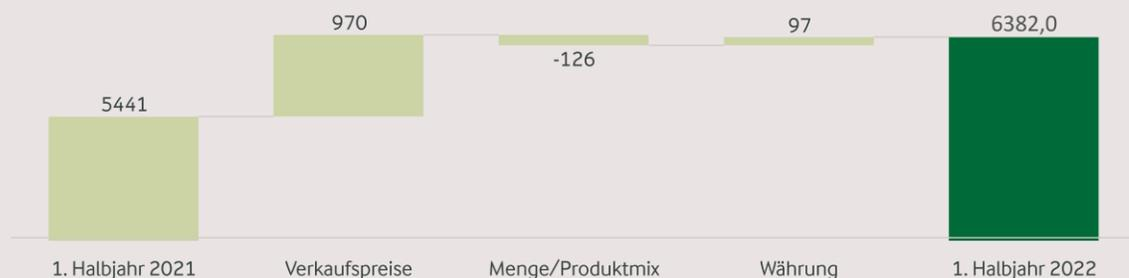 970
97
6382,0
-126
5441
1. Halbjahr 2021
Verkaufspreise
Menge/Produktmix
Währung
1. Halbjahr 2022